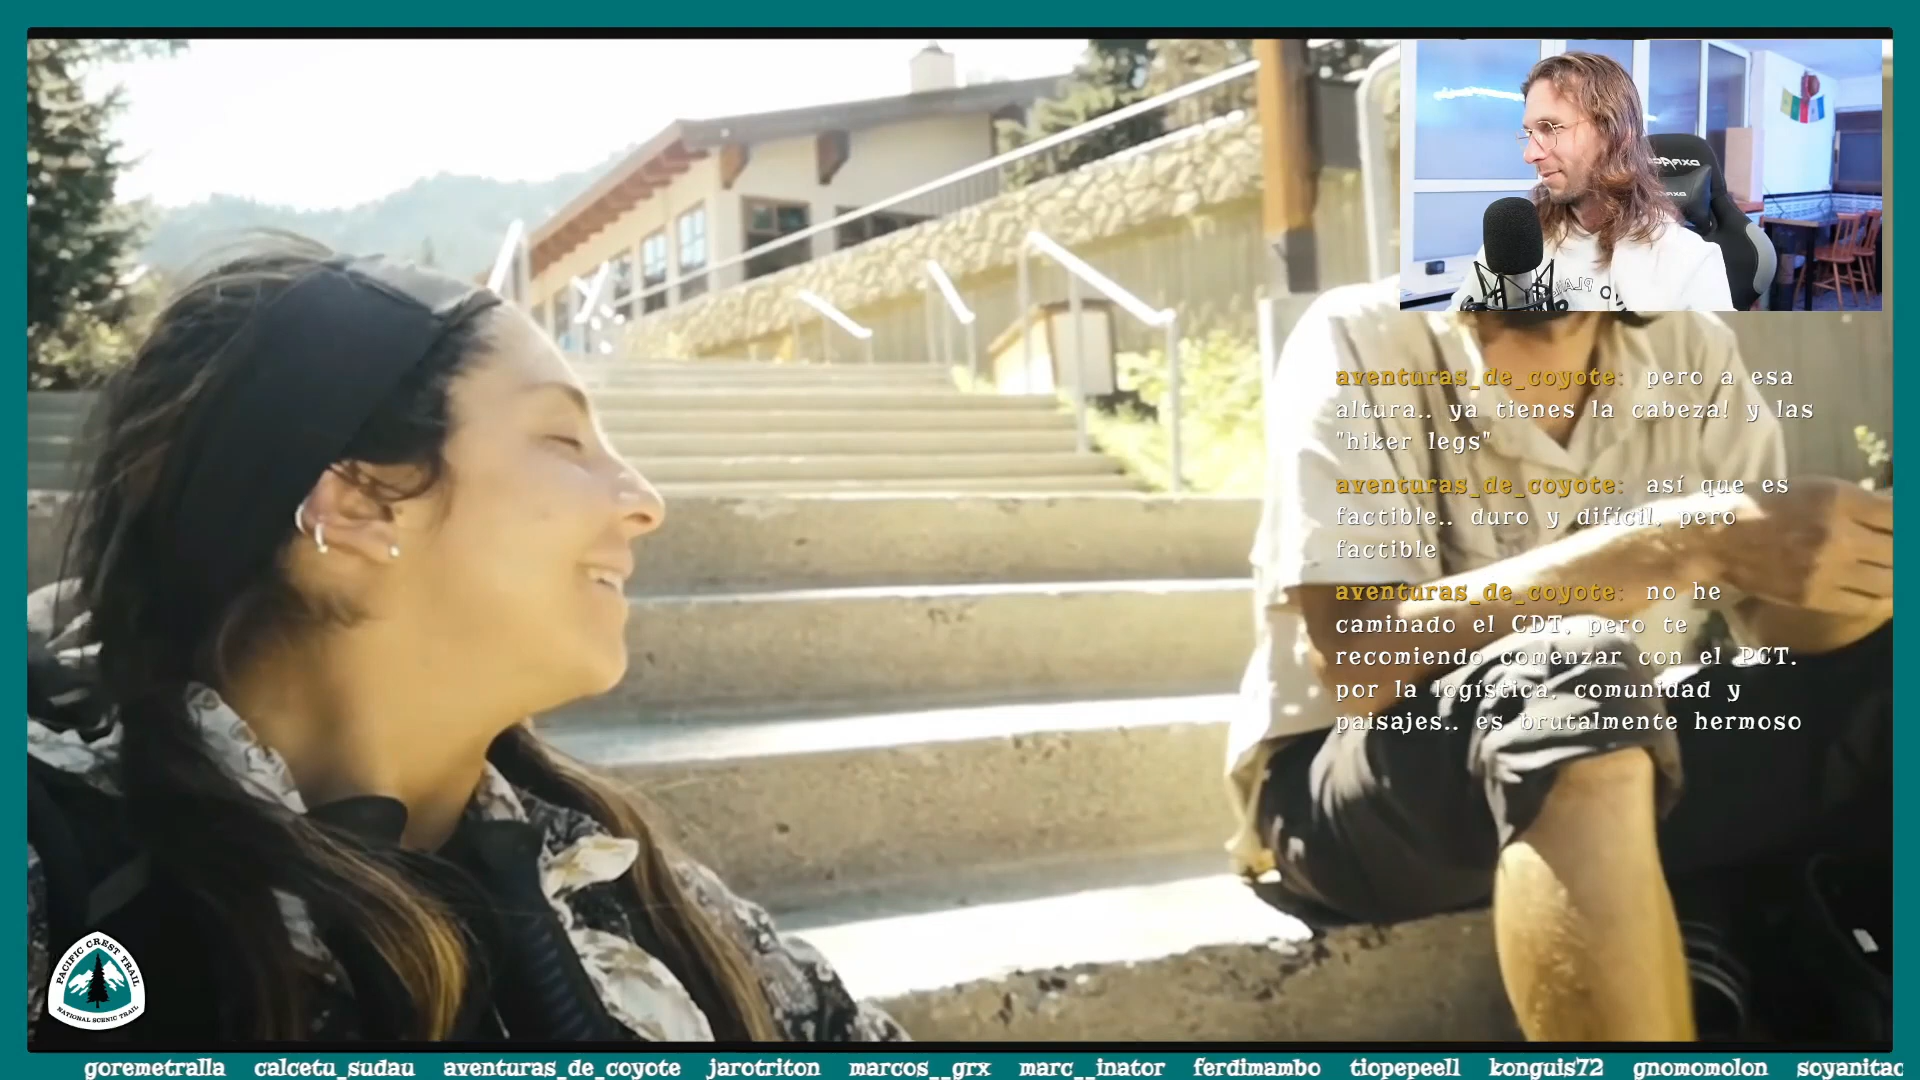 aventuras_de_coyote: pero a esa
altura.. ya tienes la cabeza! y las
"hiker legs"
aventuras_de_coyote: así que es
factible.. duro y difícil, pero
factible
aventuras_de_coyote: no he
caminado el CDT, pero te
recomiendo comenzar con el PCT.
por la logística, comunidad y
paisajes.. es brutalmente hermoso
PACIFIC CREST TRAIL
NATIONAL SCENIC TRAIL
goremetralla calcetu_sudau aventuras_de_coyote jarotriton marcos__grx marc__inator ferdimambo tiopepeell konguis72 gnomomolon soyanitac